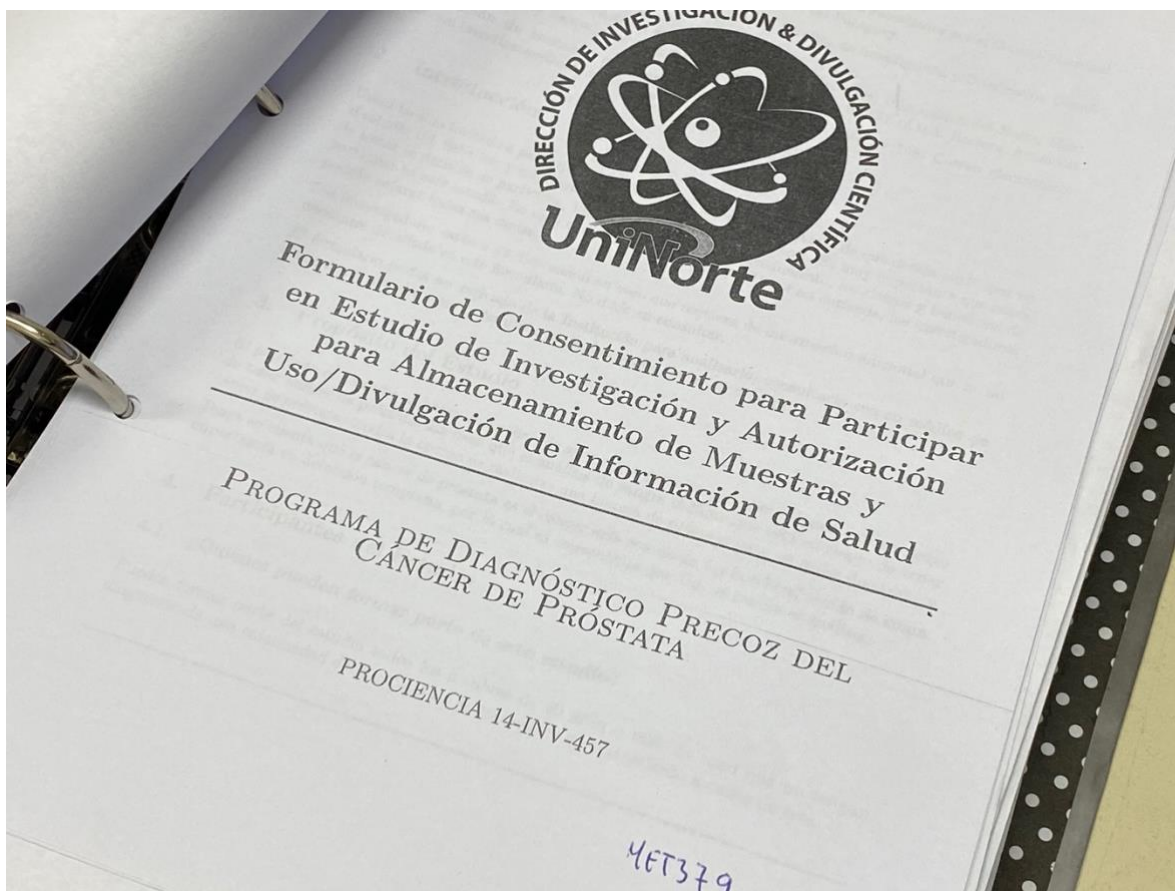 DIRECCIÓN DE INVESTIGACIÓN & DIVULGACIÓN CIENTÍFICA
UniNorte
Formulario de Consentimiento para Participar
en Estudio de Investigación y Autorización
para Almacenamiento de Muestras y
Uso/Divulgación de Información de Salud
PROGRAMA DE DIAGNÓSTICO PRECOZ DEL
CÁNCER DE PRÓSTATA
PROCIENCIA 14-INV-457
MET379